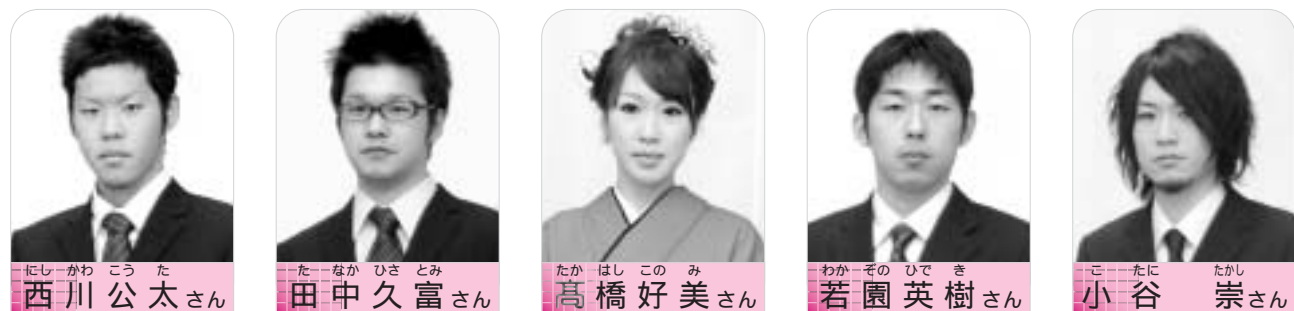 にし かわ こう た
西川公太さん
た なか ひさ とみ
田中久富さん
たか はし この み
髙橋好美さん
わか ぞの ひで き
若園英樹さん
こ たに たかし
小谷 崇さん